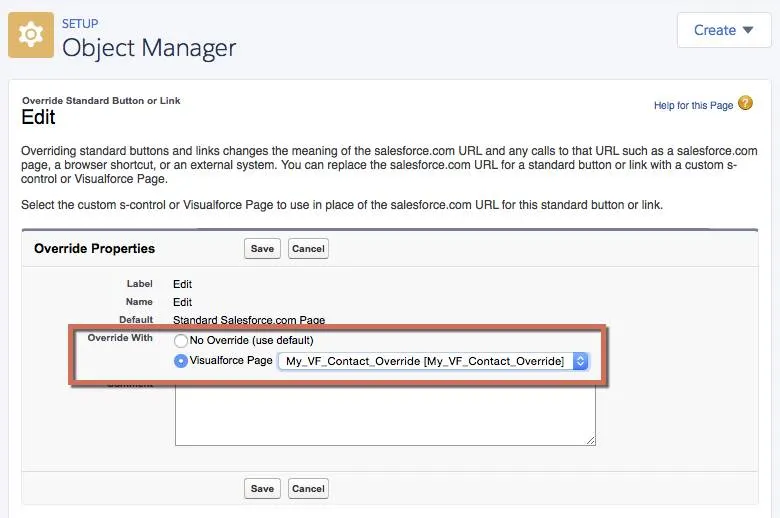 SETUP
Object Manager
Create
Override Standard Button or Link
Edit
Help for this Page
Overriding standard buttons and links changes the meaning of the salesforce.com URL and any calls to that URL such as a salesforce.com
page, a browser shortcut, or an external system. You can replace the salesforce.com URL for a standard button or link with a custom s-
control or Visualforce Page.
Select the custom s-control or Visualforce Page to use in place of the salesforce.com URL for this standard button or link.
Override Properties Save Cancel
Label Edit
Name Edit
Default Standard Salesforce.com Page
Override With No Override (use default)
Visualforce Page My_VF_Contact_Override [My_VF_Contact_Override]
Comment
Save Cancel